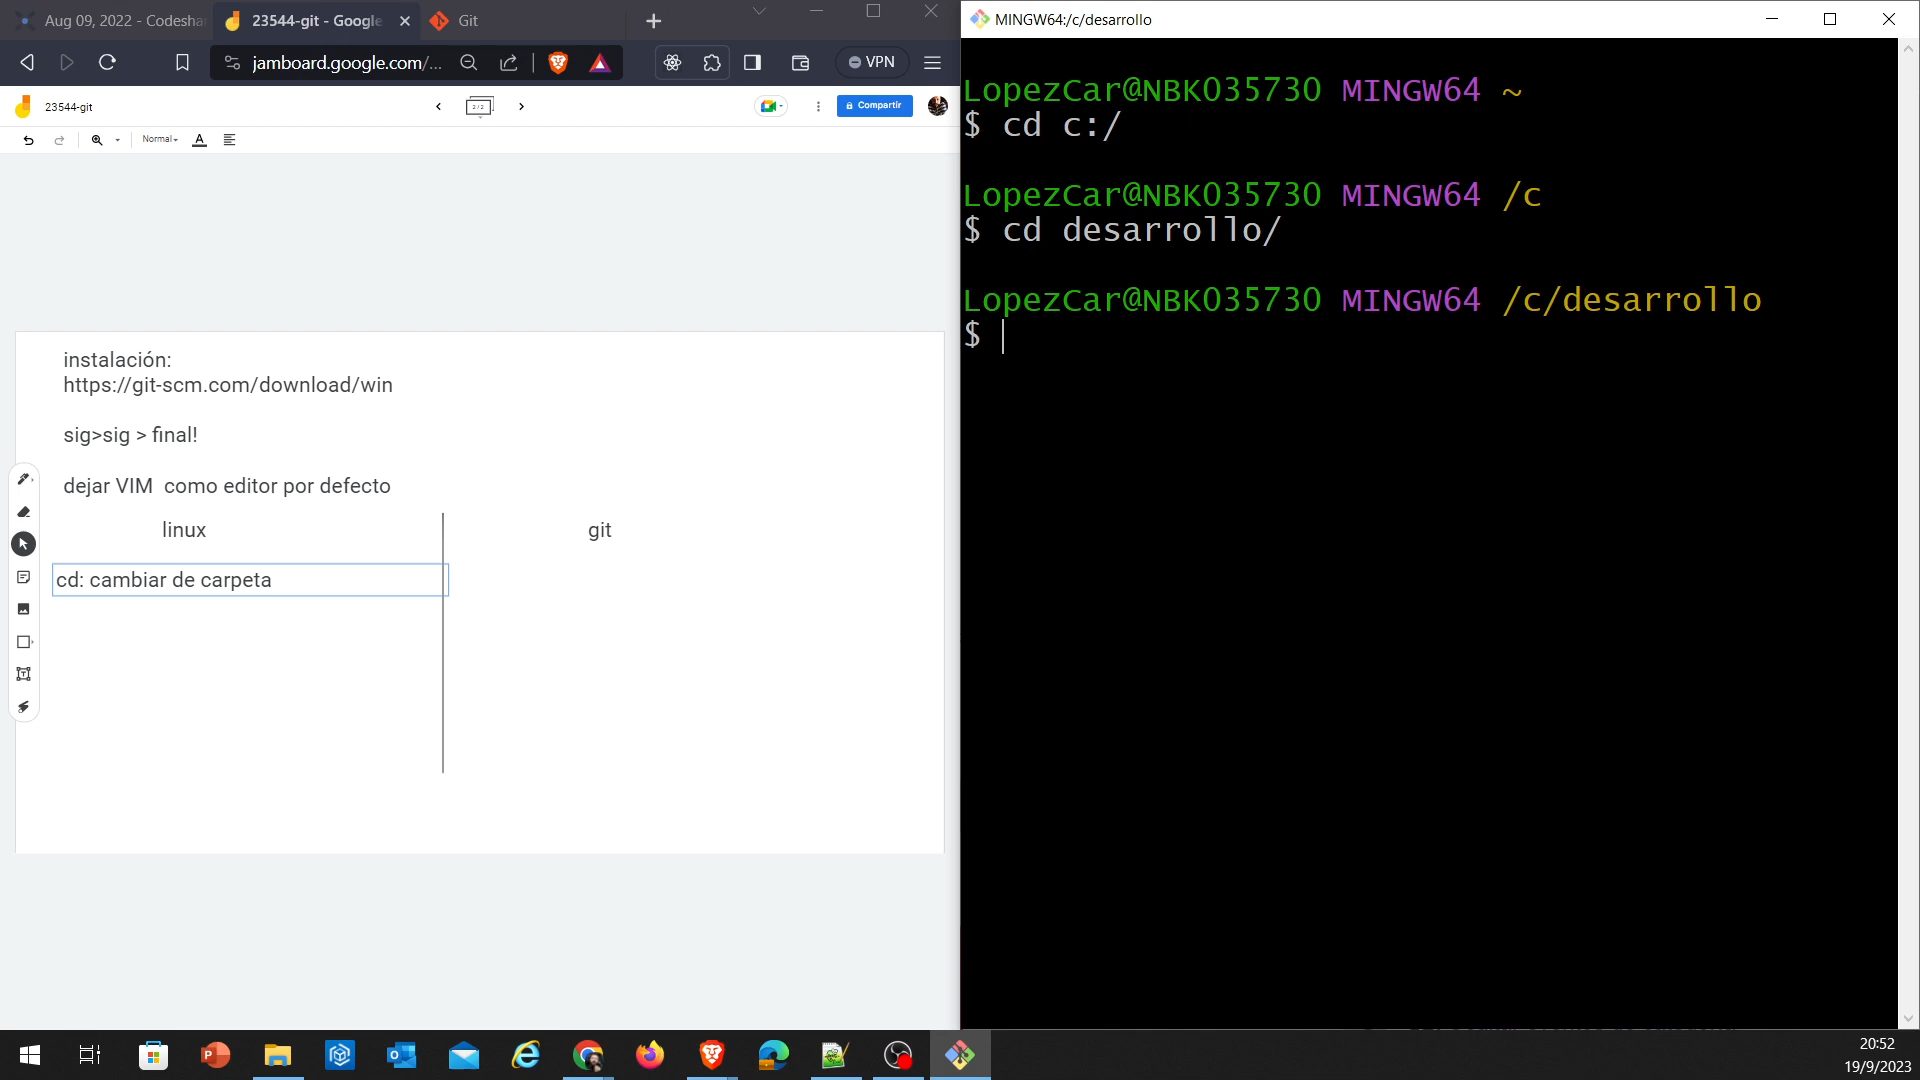 Aug 09, 2022 - Codesha
23544-git - Google
Git
jamboard.google.com/...
VPN
23544-git
2/2
Compartir
Normal
instalación:
https://git-scm.com/download/win
sig>sig > final!
dejar VIM  como editor por defecto
linux
git
cd: cambiar de carpeta
MINGW64:/c/desarrollo
LopezCar@NBK035730 MINGW64 ~
$ cd c:/
LopezCar@NBK035730 MINGW64 /c
$ cd desarrollo/
LopezCar@NBK035730 MINGW64 /c/desarrollo
$
20:52
19/9/2023